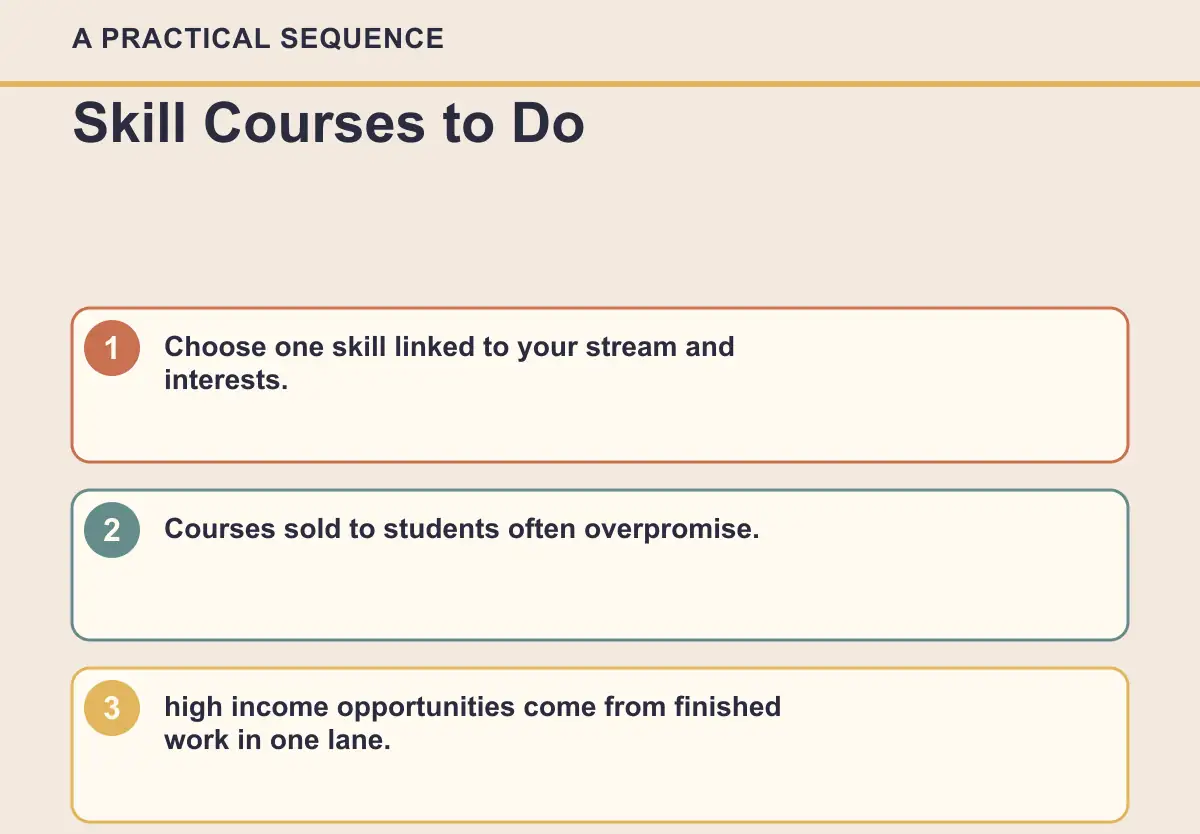 A PRACTICAL SEQUENCE
Skill Courses to Do
1
Choose one skill linked to your stream and
interests.
2
Courses sold to students often overpromise.
3
high income opportunities come from finished
work in one lane.